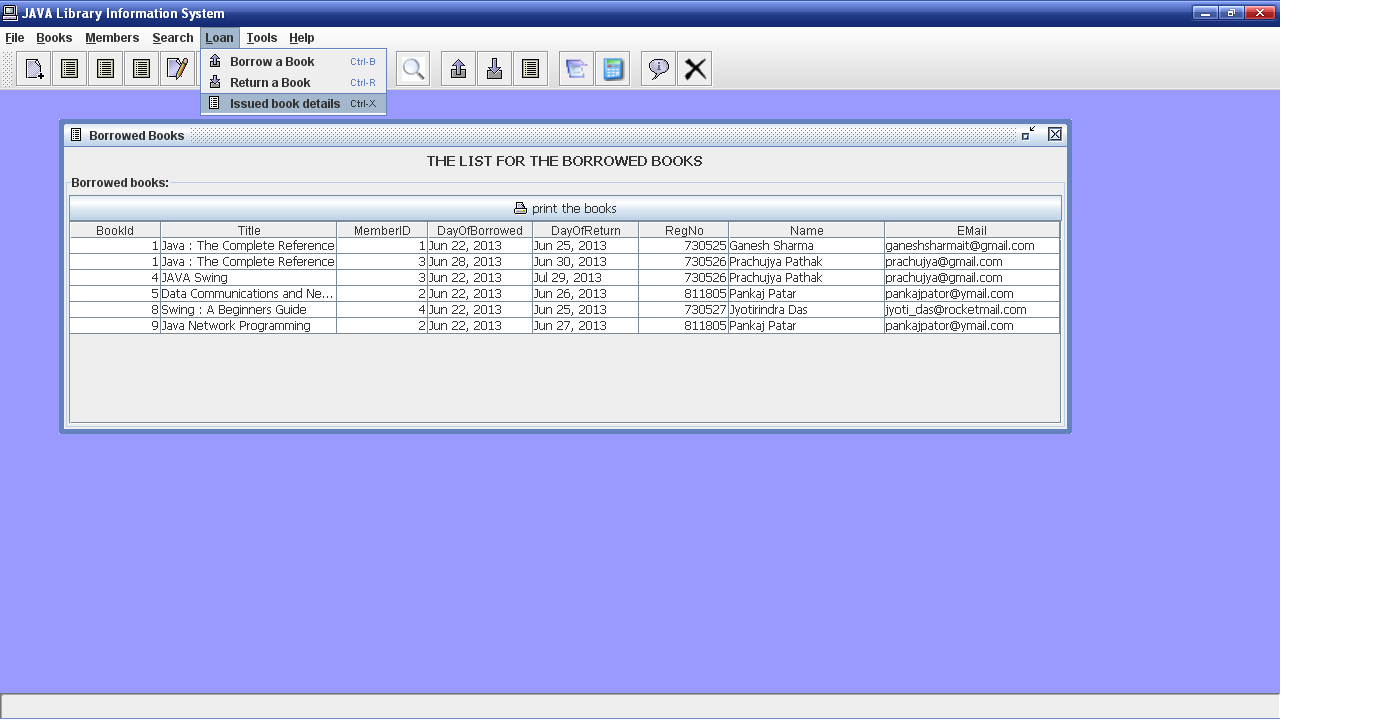 JAVA Library Information System
File Books Members Search Loan Tools Help
Borrow a Book Ctrl-B
Return a Book Ctrl-R
Issued book details Ctrl-X
Borrowed Books
THE LIST FOR THE BORROWED BOOKS
Borrowed books:
print the books
BookId Title MemberID DayOfBorrowed DayOfReturn RegNo Name EMail
1 Java : The Complete Reference 1 Jun 22, 2013 Jun 25, 2013 730525 Ganesh Sharma ganeshsharmait@gmail.com
1 Java : The Complete Reference 3 Jun 28, 2013 Jun 30, 2013 730526 Prachujya Pathak prachujya@gmail.com
4 JAVA Swing 3 Jun 22, 2013 Jul 29, 2013 730526 Prachujya Pathak prachujya@gmail.com
5 Data Communications and Ne... 2 Jun 22, 2013 Jun 26, 2013 811805 Pankaj Patar pankajpator@ymail.com
8 Swing : A Beginners Guide 4 Jun 22, 2013 Jun 25, 2013 730527 Jyotirindra Das jyoti_das@rocketmail.com
9 Java Network Programming 2 Jun 22, 2013 Jun 27, 2013 811805 Pankaj Patar pankajpator@ymail.com